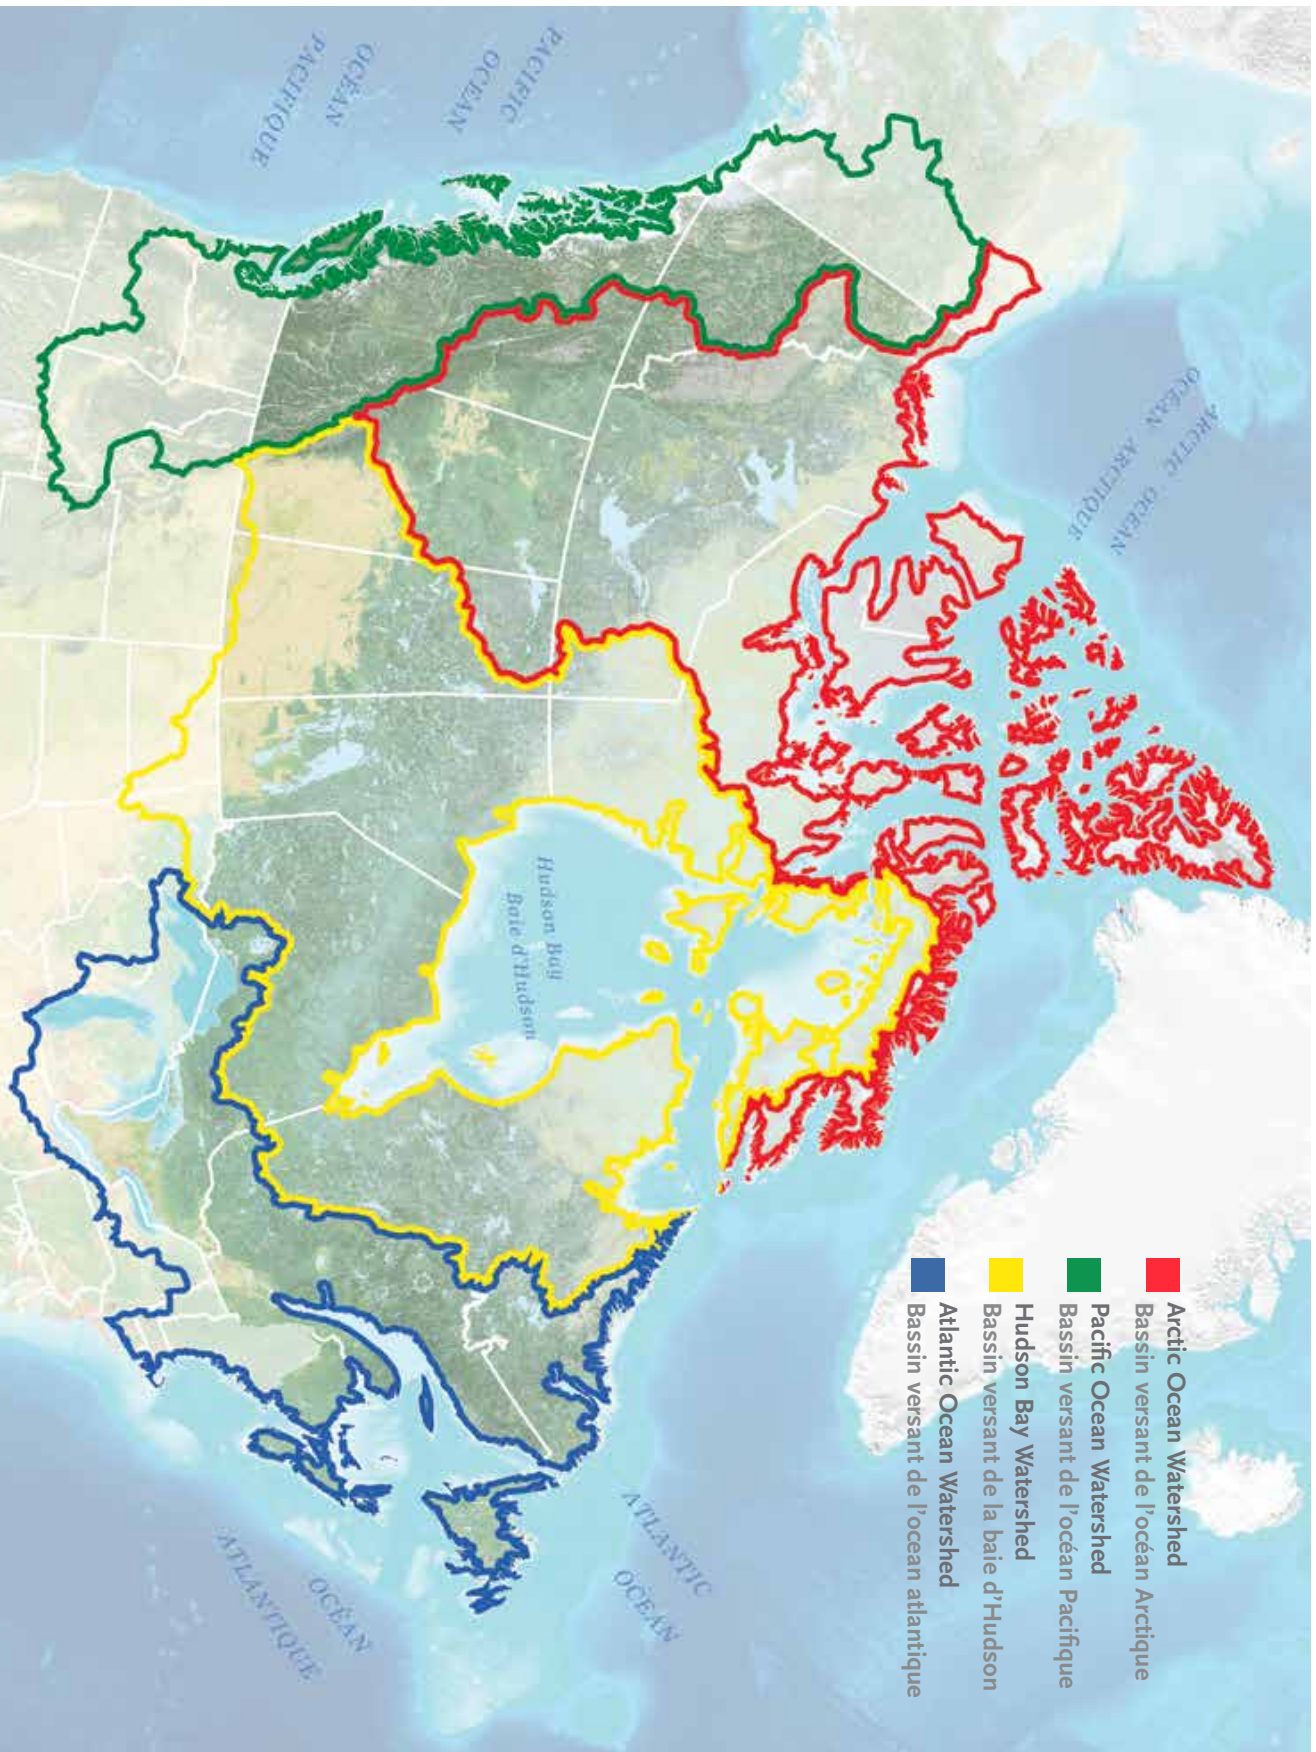 Arctic Ocean Watershed
Bassin versant de l'océan Arctique
Pacific Ocean Watershed
Bassin versant de l'océan Pacifique
Hudson Bay Watershed
Bassin versant de la baie d'Hudson
Atlantic Ocean Watershed
Bassin versant de l'ocean atlantique
ARCTIC OCEAN
OCÉAN ARCTIQUE
PACIFIC
OCEAN
OCÉAN
PACIFIQUE
Hudson Bay
Baie d'Hudson
ATLANTIC
OCEAN
OCÉAN
ATLANTIQUE